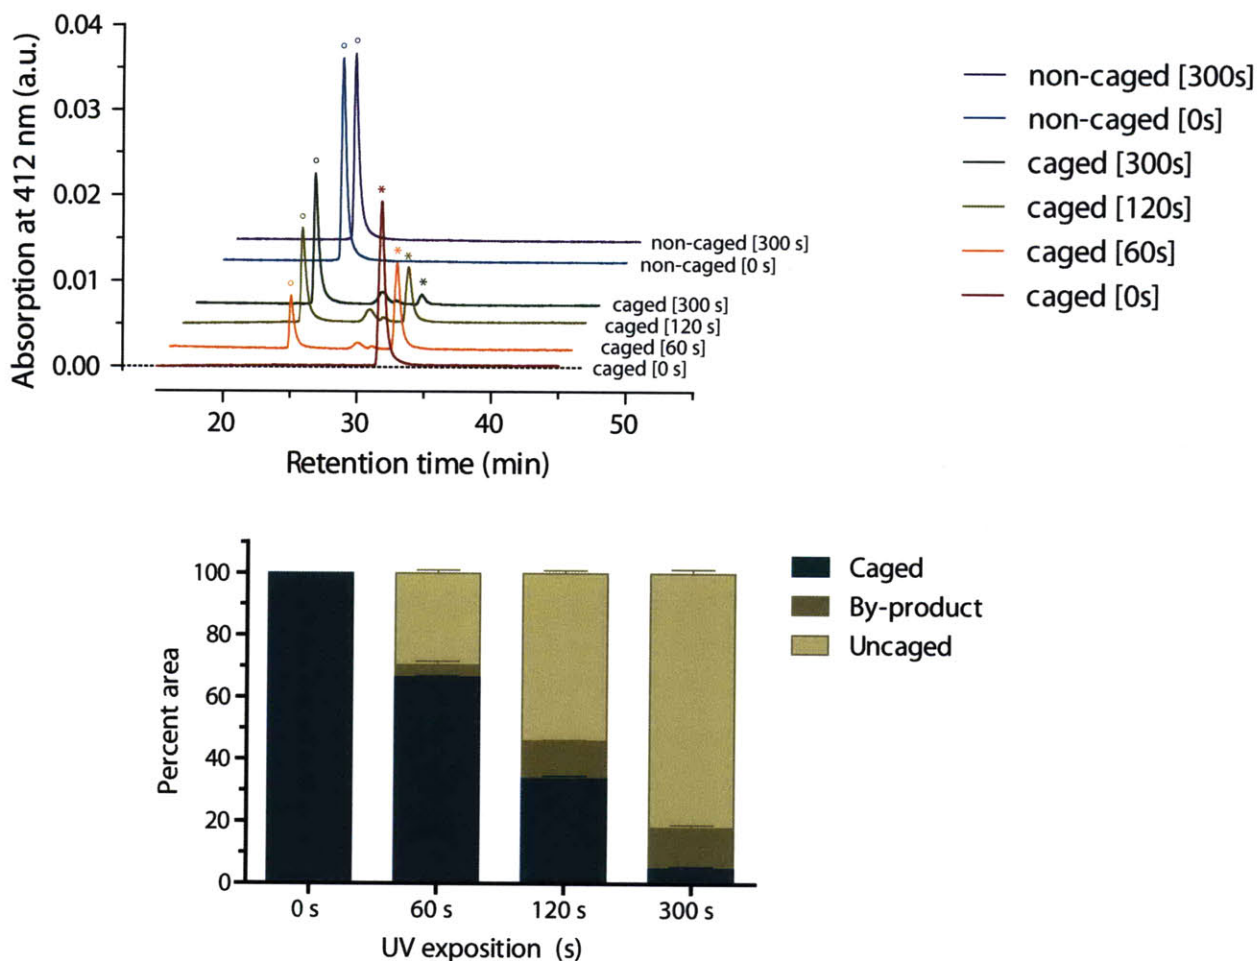 0.04
0.03
0.02
0.01
0.00
Absorption at 412 nm (a.u.)
non-caged [300 s]
non-caged [0 s]
caged [300 s]
caged [120 s]
caged [60 s]
caged [0 s]
20 30 40 50
Retention time (min)
non-caged [300s]
non-caged [0s]
caged [300s]
caged [120s]
caged [60s]
caged [0s]
100
80
60
40
20
0
Percent area
0 s 60 s 120 s 300 s
UV exposition (s)
Caged
By-product
Uncaged